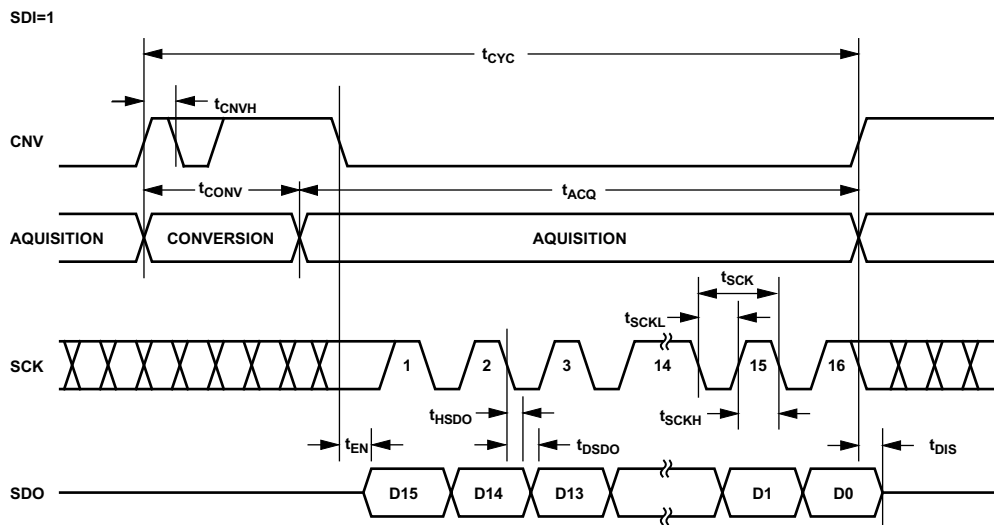 SDI=1
tCYC
tCNVH
CNV
tCONV
tACQ
AQUISITION
CONVERSION
AQUISITION
tSCK
tSCKL
SCK
1
2
3
14
15
16
tHSDO
tSCKH
tEN
tDSDO
tDIS
SDO
D15
D14
D13
D1
D0